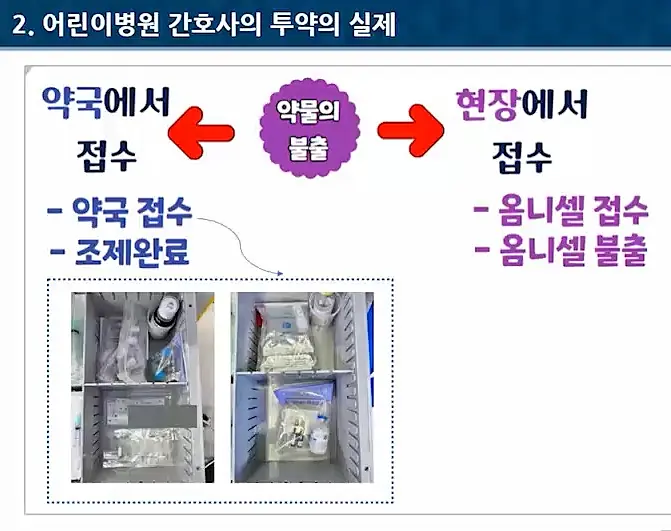 2. 어린이병원 간호사의 투약의 실제
약국에서
접수
약물의
불출
현장에서
접수
- 약국 접수
- 조제완료
- 옴니셀 접수
- 옴니셀 불출